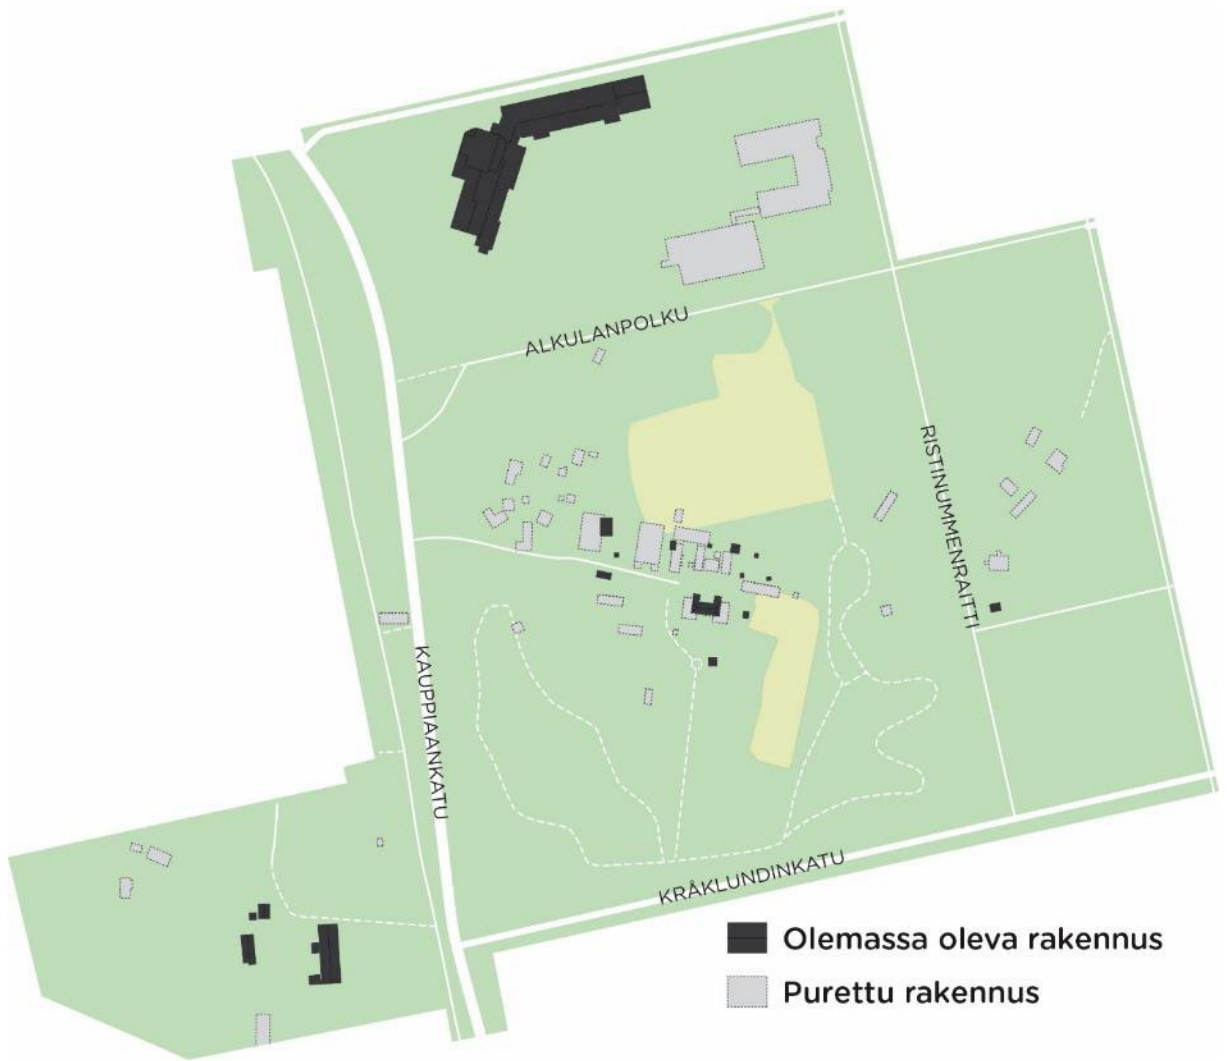 ALKULANPOLKU
RISTINUMMENRAITTI
KAUPPIAANKATU
KRÅKLUNDINKATU
Olemassa oleva rakennus
Purettu rakennus